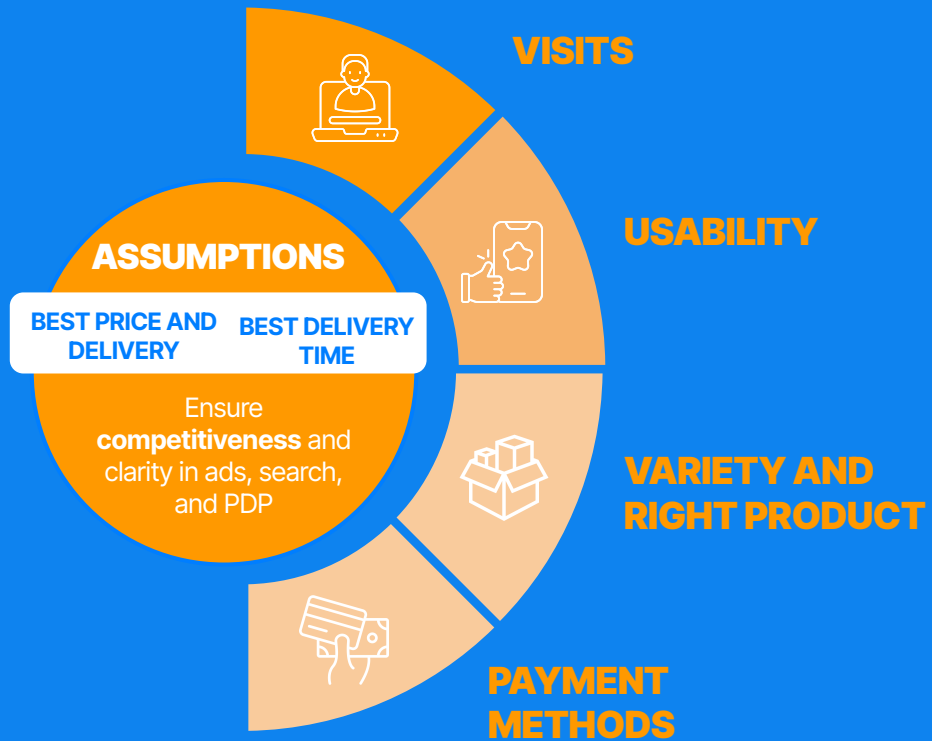 VISITS
USABILITY
ASSUMPTIONS
BEST PRICE AND
DELIVERY
BEST DELIVERY
TIME
Ensure
competitiveness and
clarity in ads, search,
and PDP
VARIETY AND
RIGHT PRODUCT
PAYMENT
METHODS